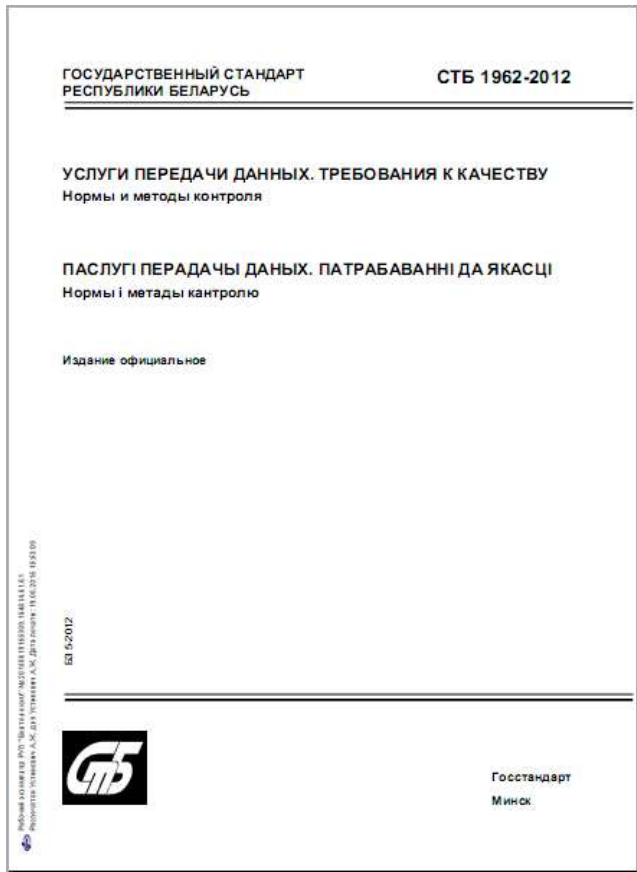 ГОСУДАРСТВЕННЫЙ СТАНДАРТ
РЕСПУБЛИКИ БЕЛАРУСЬ
СТБ 1962-2012
УСЛУГИ ПЕРЕДАЧИ ДАННЫХ. ТРЕБОВАНИЯ К КАЧЕСТВУ
Нормы и методы контроля
ПАСЛУГІ ПЕРАДАЧЫ ДАНЫХ. ПАТРАБАВАННІ ДА ЯКАСЦІ
Нормы і метады кантролю
Издание официальное
БЗ 5-2012
СТБ
Госстандарт
Минск